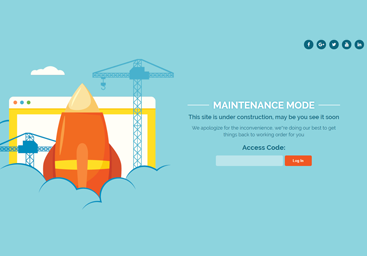 MAINTENANCE MODE
This site is under construction, may be you see it soon
We apologize for the inconvenience, we're doing our best to get
things back to working order for you
Access Code:
Log In